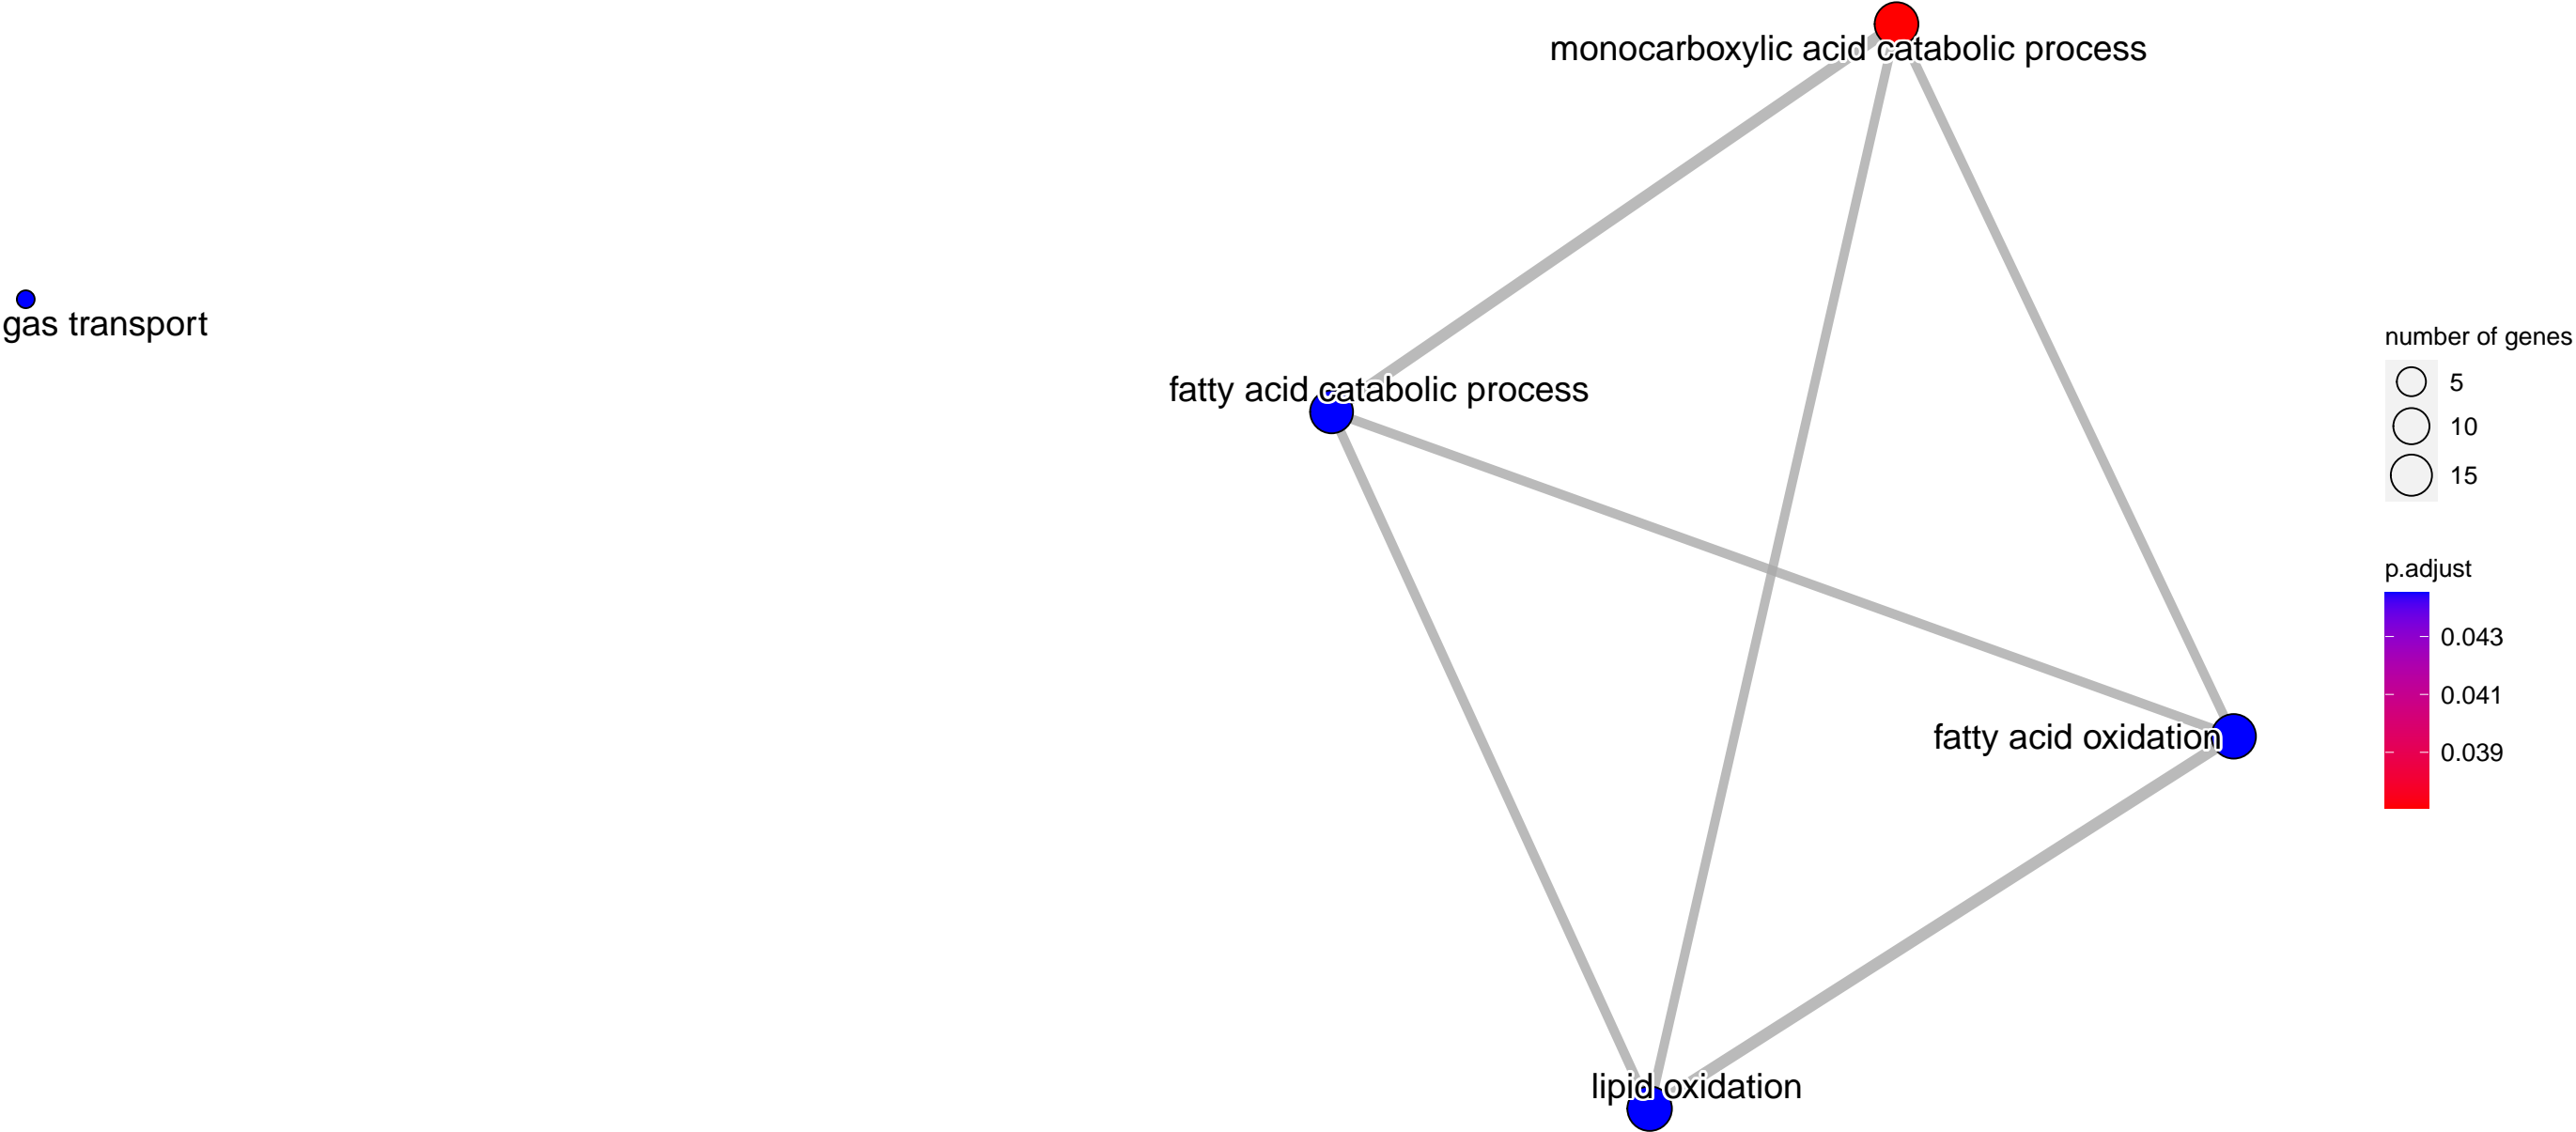 monocarboxylic acid catabolic process
gas transport
fatty acid catabolic process
fatty acid oxidation
lipid oxidation
number of genes
5
10
15
p.adjust
0.043
0.041
0.039